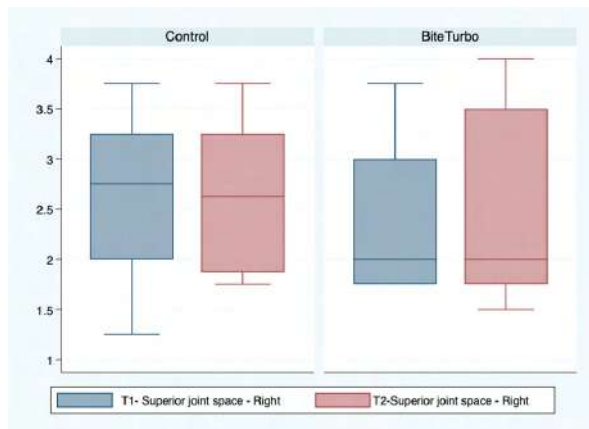 Control
BiteTurbo
4
3.5
3
2.5
2
1.5
1
T1- Superior joint space - Right
T2-Superior joint space - Right